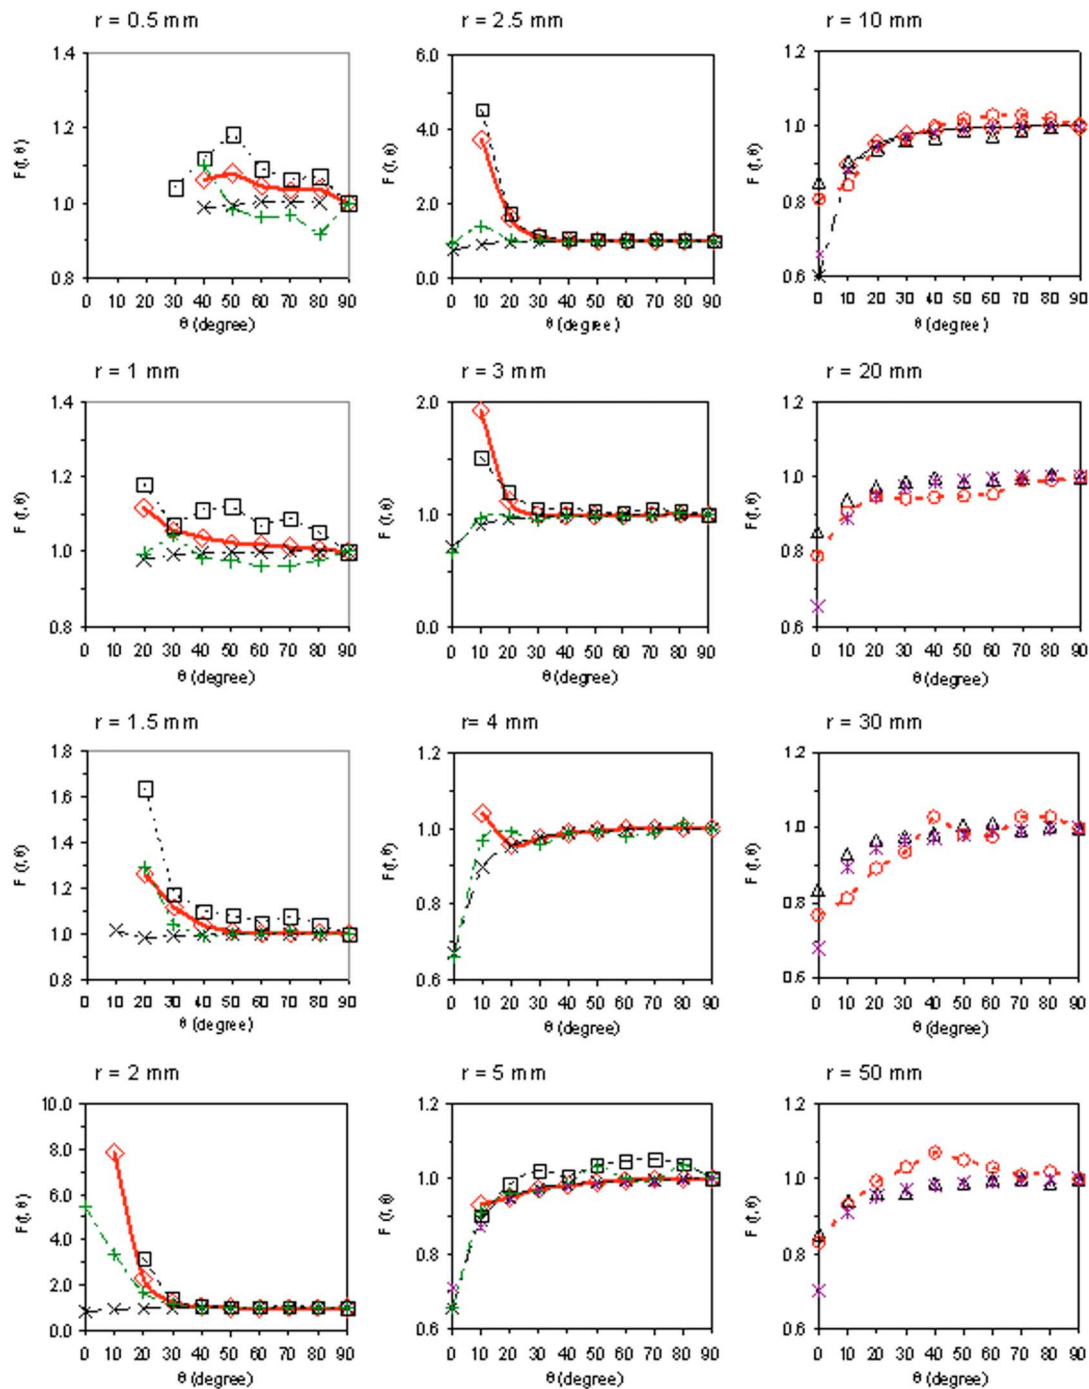 r = 0.5 mm
1.4
1.2
1.0
0.8
F (r, θ)
0 10 20 30 40 50 60 70 80 90
θ (degree)
r = 2.5 mm
6.0
4.0
2.0
0.0
F (r, θ)
0 10 20 30 40 50 60 70 80 90
θ (degree)
r = 10 mm
1.2
1.0
0.8
0.6
F (r, θ)
0 10 20 30 40 50 60 70 80 90
θ (degree)
r = 1 mm
1.4
1.2
1.0
0.8
F (r, θ)
0 10 20 30 40 50 60 70 80 90
θ (degree)
r = 3 mm
2.0
1.0
0.0
F (r, θ)
0 10 20 30 40 50 60 70 80 90
θ (degree)
r = 20 mm
1.2
1.0
0.8
0.6
F (r, θ)
0 10 20 30 40 50 60 70 80 90
θ (degree)
r = 1.5 mm
1.8
1.6
1.4
1.2
1.0
0.8
F (r, θ)
0 10 20 30 40 50 60 70 80 90
θ (degree)
r= 4 mm
1.2
1.0
0.8
0.6
F (r, θ)
0 10 20 30 40 50 60 70 80 90
θ (degree)
r = 30 mm
1.2
1.0
0.8
0.6
F (r, θ)
0 10 20 30 40 50 60 70 80 90
θ (degree)
r = 2 mm
10.0
8.0
6.0
4.0
2.0
0.0
F (r, θ)
0 10 20 30 40 50 60 70 80 90
θ (degree)
r = 5 mm
1.2
1.0
0.8
0.6
F (r, θ)
0 10 20 30 40 50 60 70 80 90
θ (degree)
r = 50 mm
1.2
1.0
0.8
0.6
F (r, θ)
0 10 20 30 40 50 60 70 80 90
θ (degree)